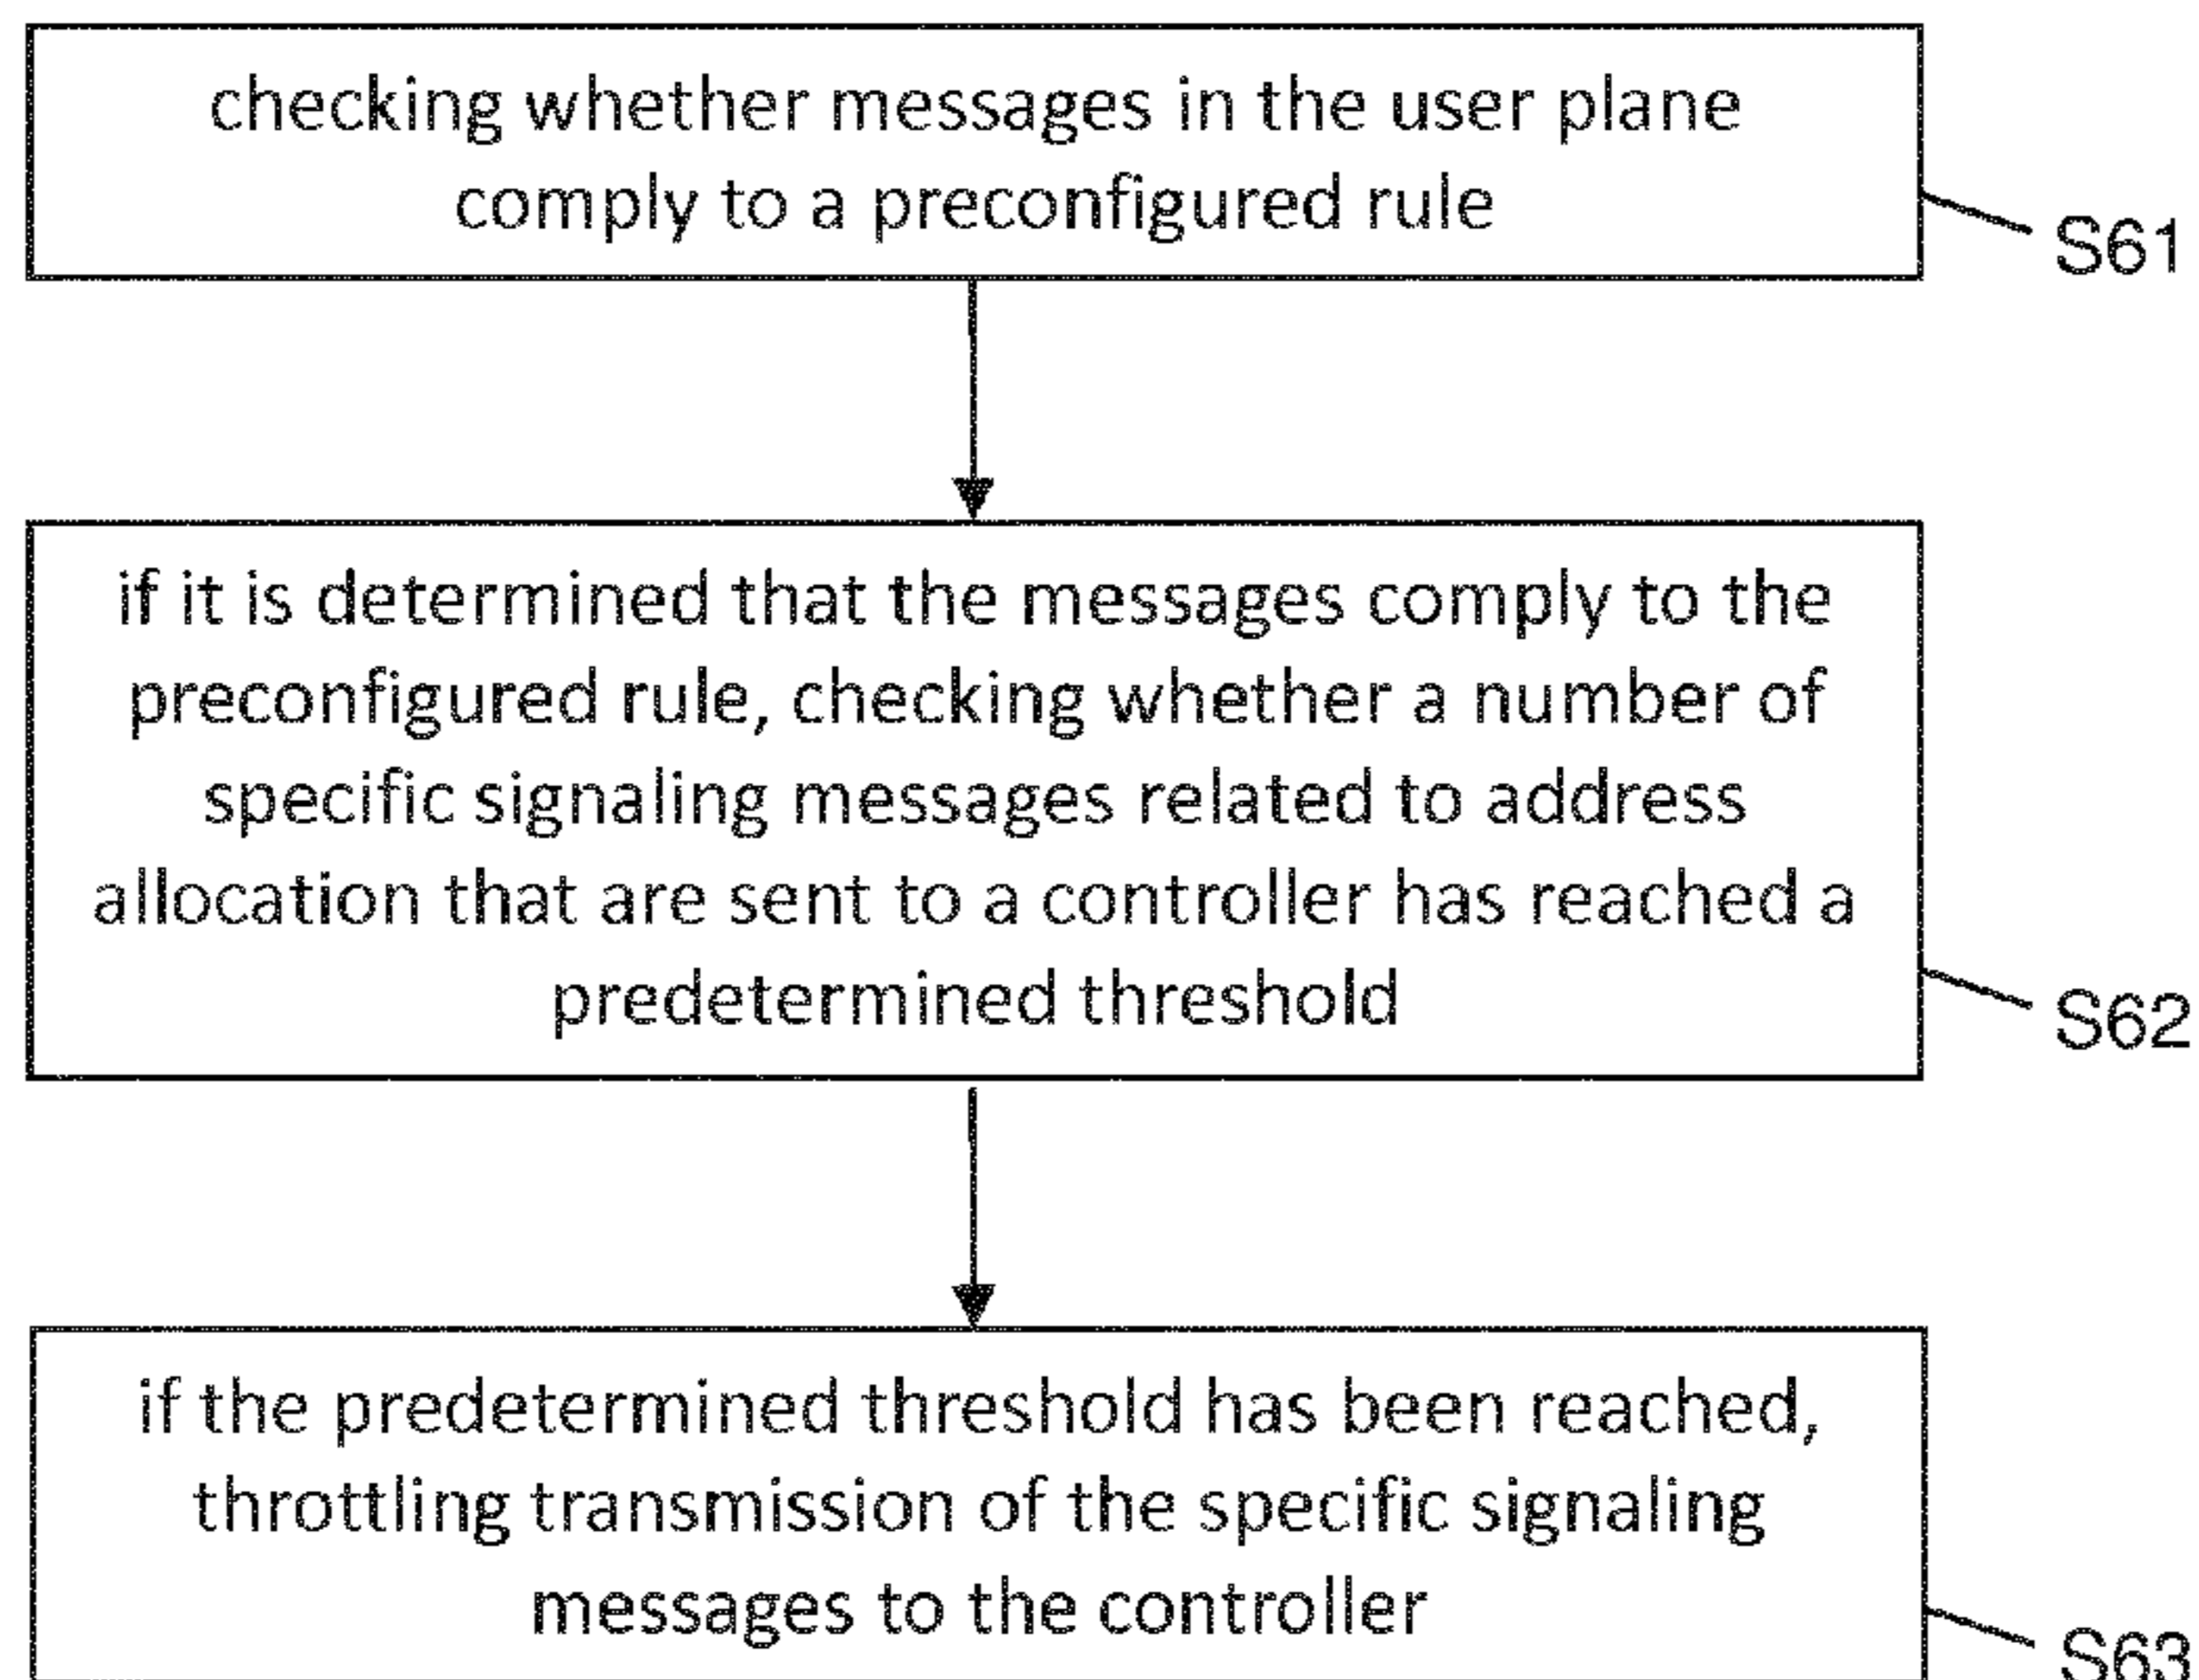 checking whether messages in the user plane
comply to a preconfigured rule
S61
if it is determined that the messages comply to the
preconfigured rule, checking whether a number of
specific signaling messages related to address
allocation that are sent to a controller has reached a
predetermined threshold
S62
if the predetermined threshold has been reached,
throttling transmission of the specific signaling
messages to the controller
S63